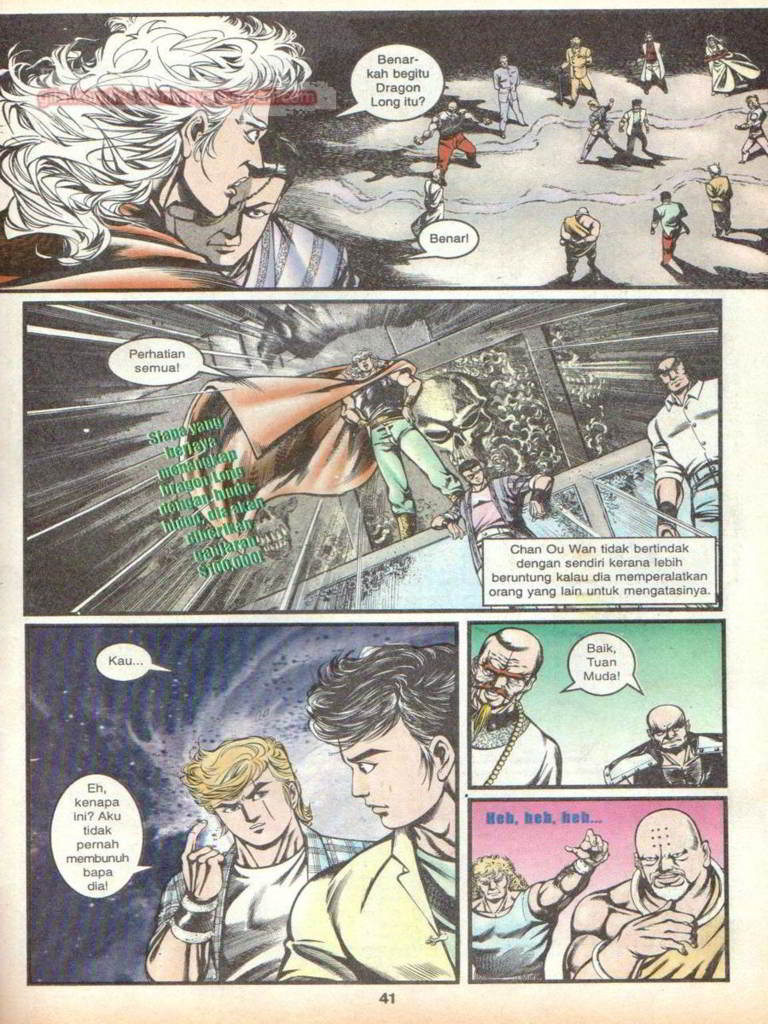 Benar-
kah begitu
Dragon
Long itu?
Benar!
Perhatian
semua!
Siapa yang
berjaya
menangkap
Dragon Long
dengan hidup-
hidup, dia akan
diberikan
ganjaran
$100,000!
Chan Ou Wan tidak bertindak
dengan sendiri kerana lebih
beruntung kalau dia memperalatkan
orang yang lain untuk mengatasinya.
Kau...
Eh,
kenapa
ini? Aku
tidak
pernah
membunuh
bapa
dia!
Baik,
Tuan
Muda!
Heh, heh, heh...
41